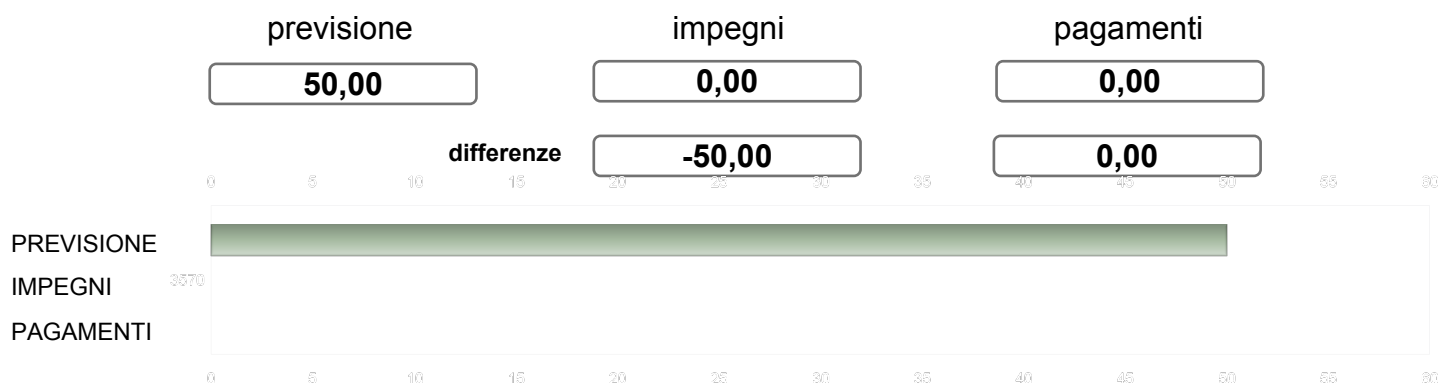 previsione impegni pagamenti
50,00 0,00 0,00
differenze -50,00 0,00
0 5 10 15 20 25 30 35 40 45 50 55 60
PREVISIONE
3570
IMPEGNI
PAGAMENTI
0 5 10 15 20 25 30 35 40 45 50 55 60